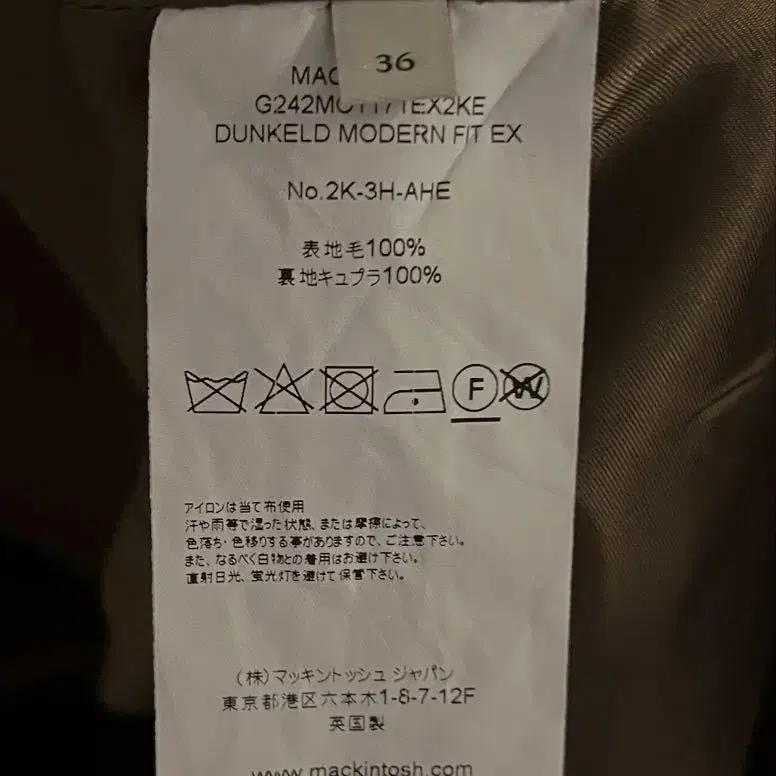 36
DUNKELD MODERN FIT EX
No.2K-3H-AHE
表地毛100%
裏地キュプラ100%
F
W
アイロンは当て布使用
汗や雨等で湿った状態、または摩擦によって、
色落ち・色移りする事がありますので、ご注意下さい。
また、なるべく白物との着用はお避け下さい。
直射日光、蛍光灯を避けて保管下さい。
(株)マッキントッシュ ジャパン
東京都港区六本木1-8-7-12F
英国製
www.mackintosh.com